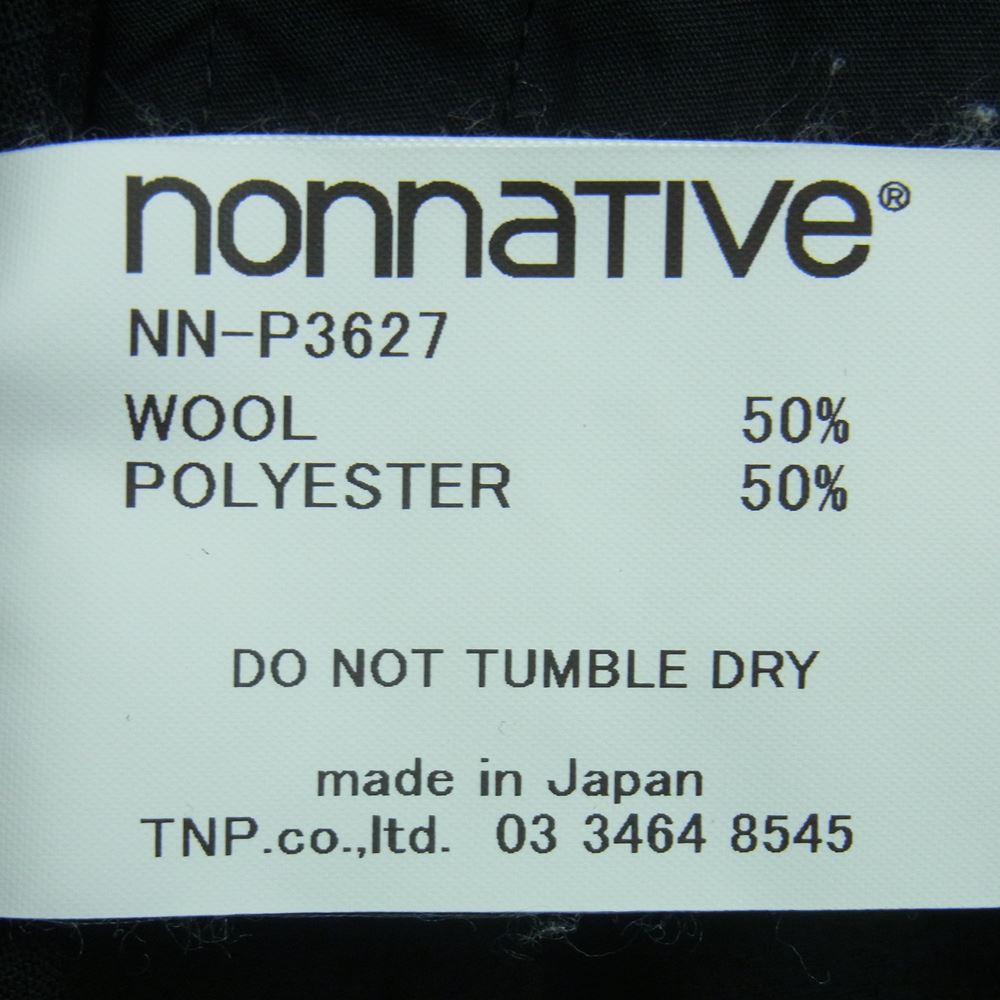 nonnaTIVe®
NN-P3627
WOOL 50%
POLYESTER 50%
DO NOT TUMBLE DRY
made in Japan
TNP.co.,ltd. 03 3464 8545